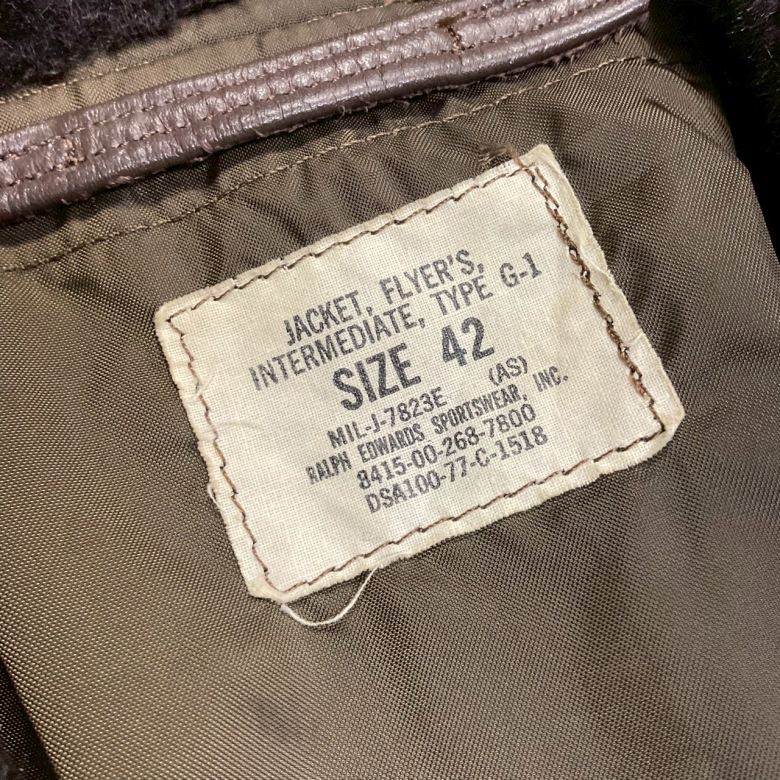 JACKET, FLYER'S,
INTERMEDIATE, TYPE G-1
SIZE 42
MIL-J-7823E (AS)
RALPH EDWARDS SPORTSWEAR, INC.
8415-00-268-7800
DSA100-77-C-1518